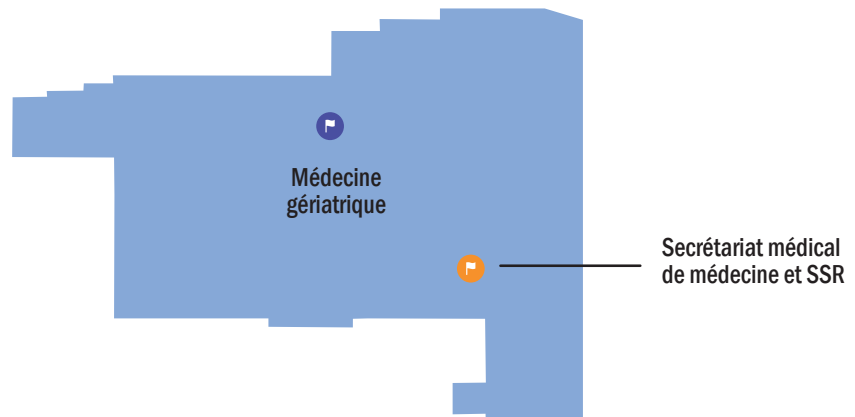 Médecine
gériatrique
Secrétariat médical
de médecine et SSR